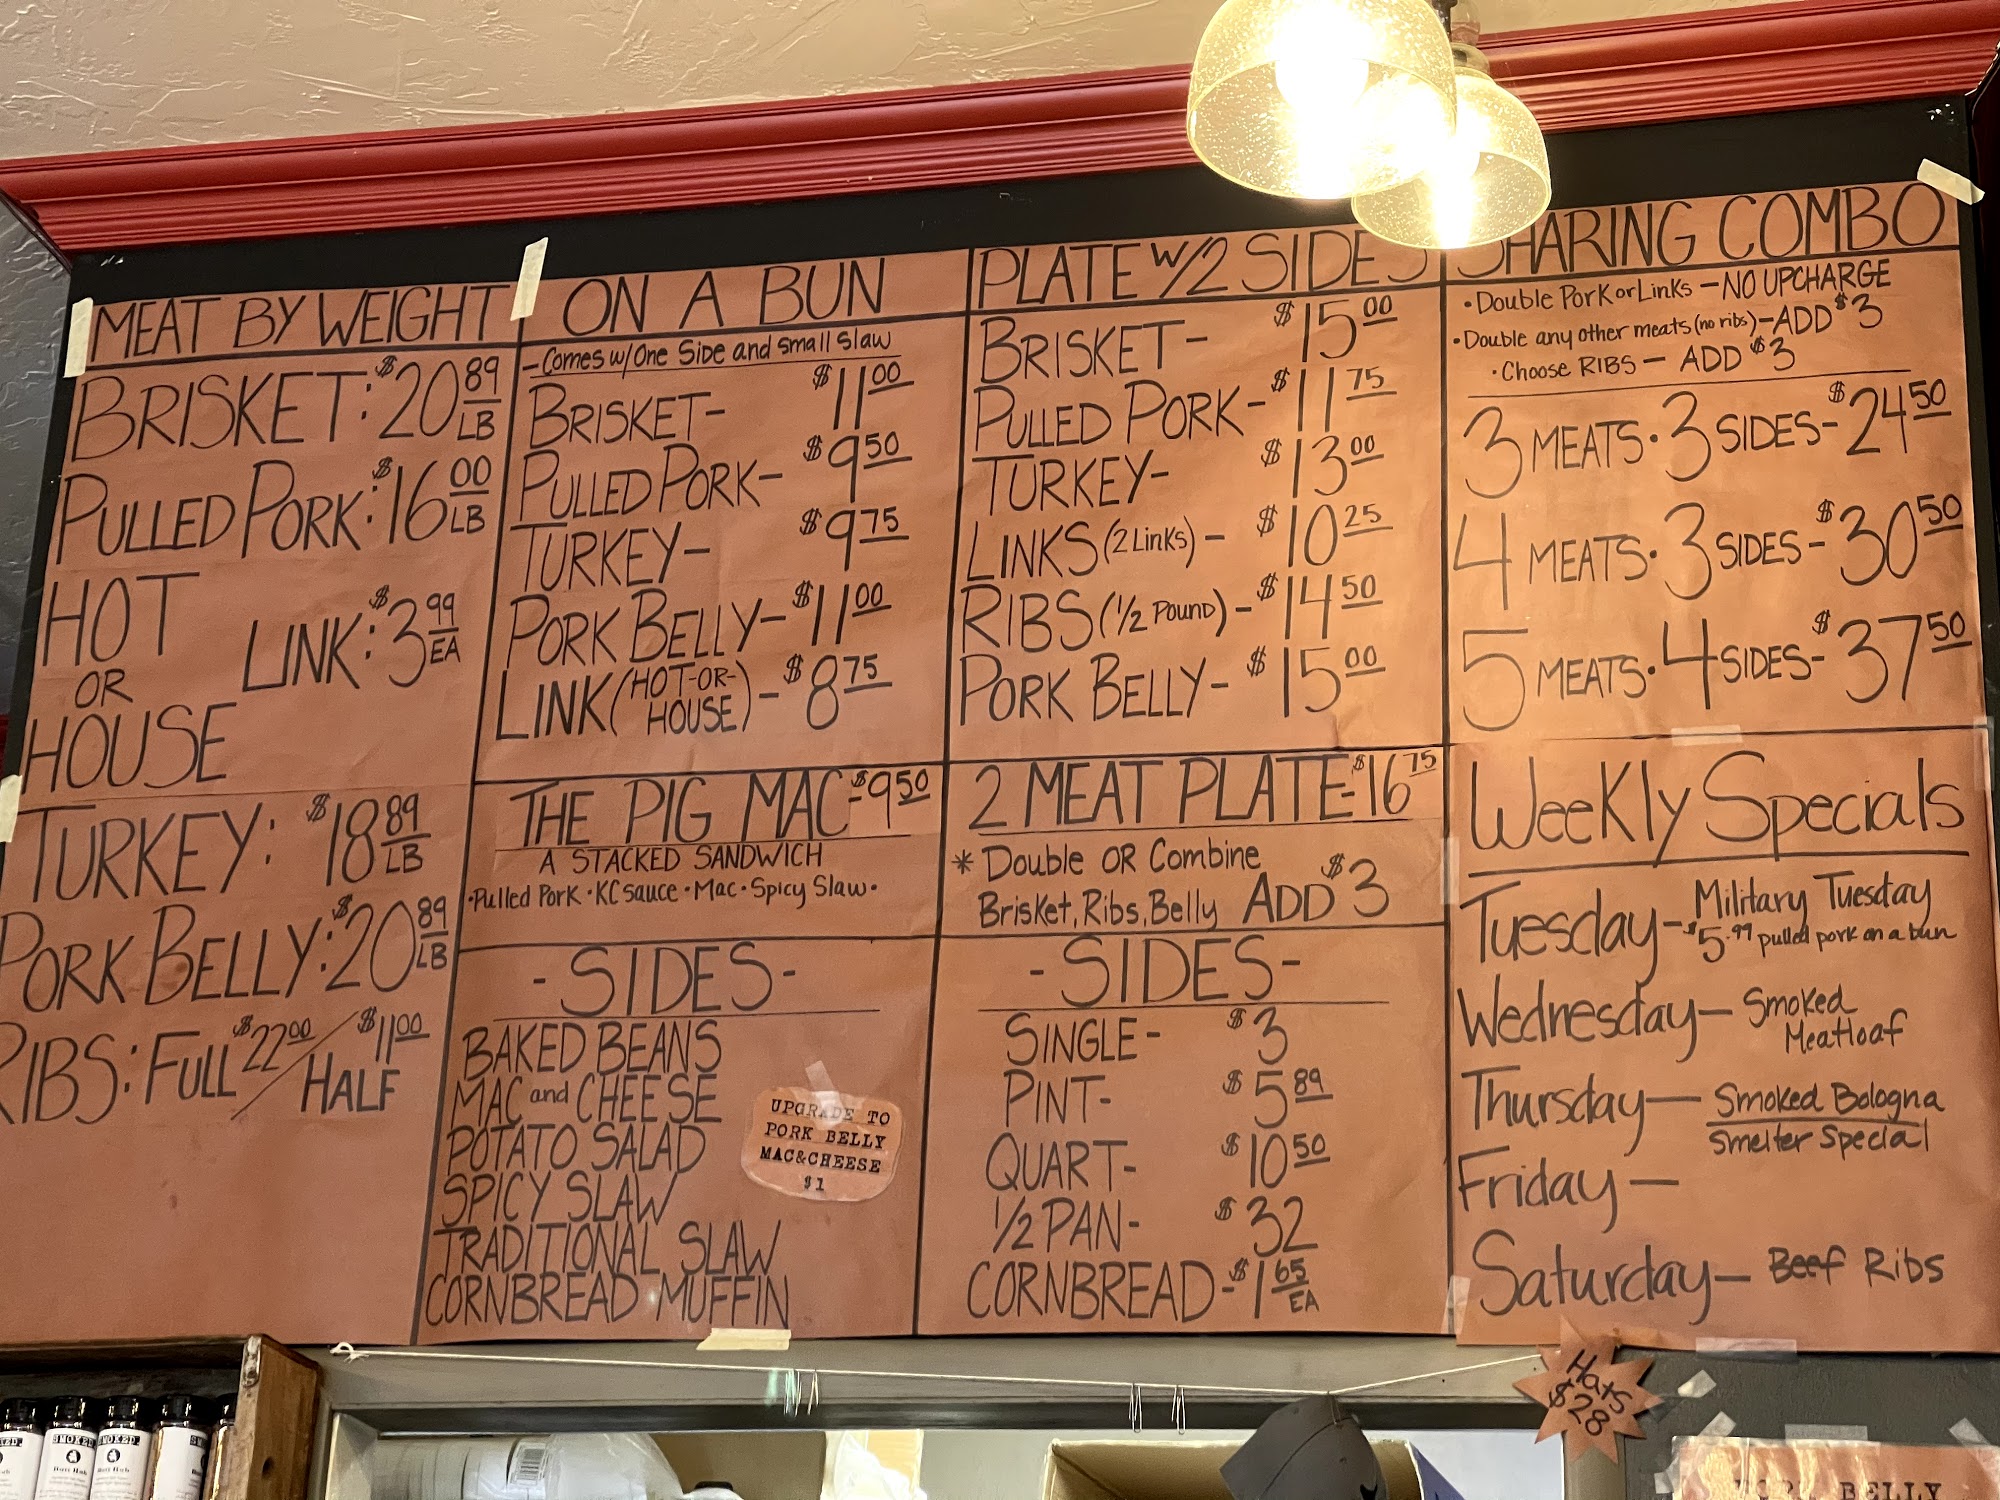 MEAT BY WEIGHT
BRISKET: $20.89 LB
PULLED PORK: $16.00 LB
HOT
OR
HOUSE
LINK: $3.99 EA
TURKEY: $18.89 LB
PORK BELLY: $20.89 LB
RIBS: FULL $22.00 / HALF $11.00
ON A BUN
- Comes w/ One Side and small slaw
BRISKET- $11.00
PULLED PORK- $9.50
TURKEY- $9.75
PORK BELLY- $11.00
LINK (HOT-OR-HOUSE) - $8.75
THE PIG MAC- $9.50
A STACKED SANDWICH
•Pulled Pork • KC sauce • Mac • Spicy Slaw •
-SIDES-
BAKED BEANS
MAC and CHEESE
POTATO SALAD
SPICY SLAW
TRADITIONAL SLAW
CORNBREAD MUFFIN
UPGRADE TO
PORK BELLY
MAC&CHEESE
$1
PLATE W/2 SIDES
BRISKET- $15.00
PULLED PORK- $11.75
TURKEY- $13.00
LINKS (2 Links) - $10.25
RIBS (1/2 POUND) - $14.50
PORK BELLY- $15.00
2 MEAT PLATE- $16.75
* Double OR Combine
Brisket, Ribs, Belly ADD $3
-SIDES-
SINGLE- $3
PINT- $5.89
QUART- $10.50
1/2 PAN- $32
CORNBREAD- $1.65 EA
SHARING COMBO
• Double Pork or Links - NO UPCHARGE
• Double any other meats (no ribs) - ADD $3
• Choose RIBS - ADD $3
3 MEATS • 3 SIDES- $24.50
4 MEATS • 3 SIDES- $30.50
5 MEATS • 4 SIDES- $37.50
Weekly Specials
Tuesday- Military Tuesday
$5.99 pulled pork on a bun
Wednesday- Smoked
Meatloaf
Thursday- Smoked Bologna
Smelter Special
Friday-
Saturday- Beef Ribs
Hats
$28
SMOKED.
Butt Rub
SMOKED.
Butt Rub
PORK BELLY